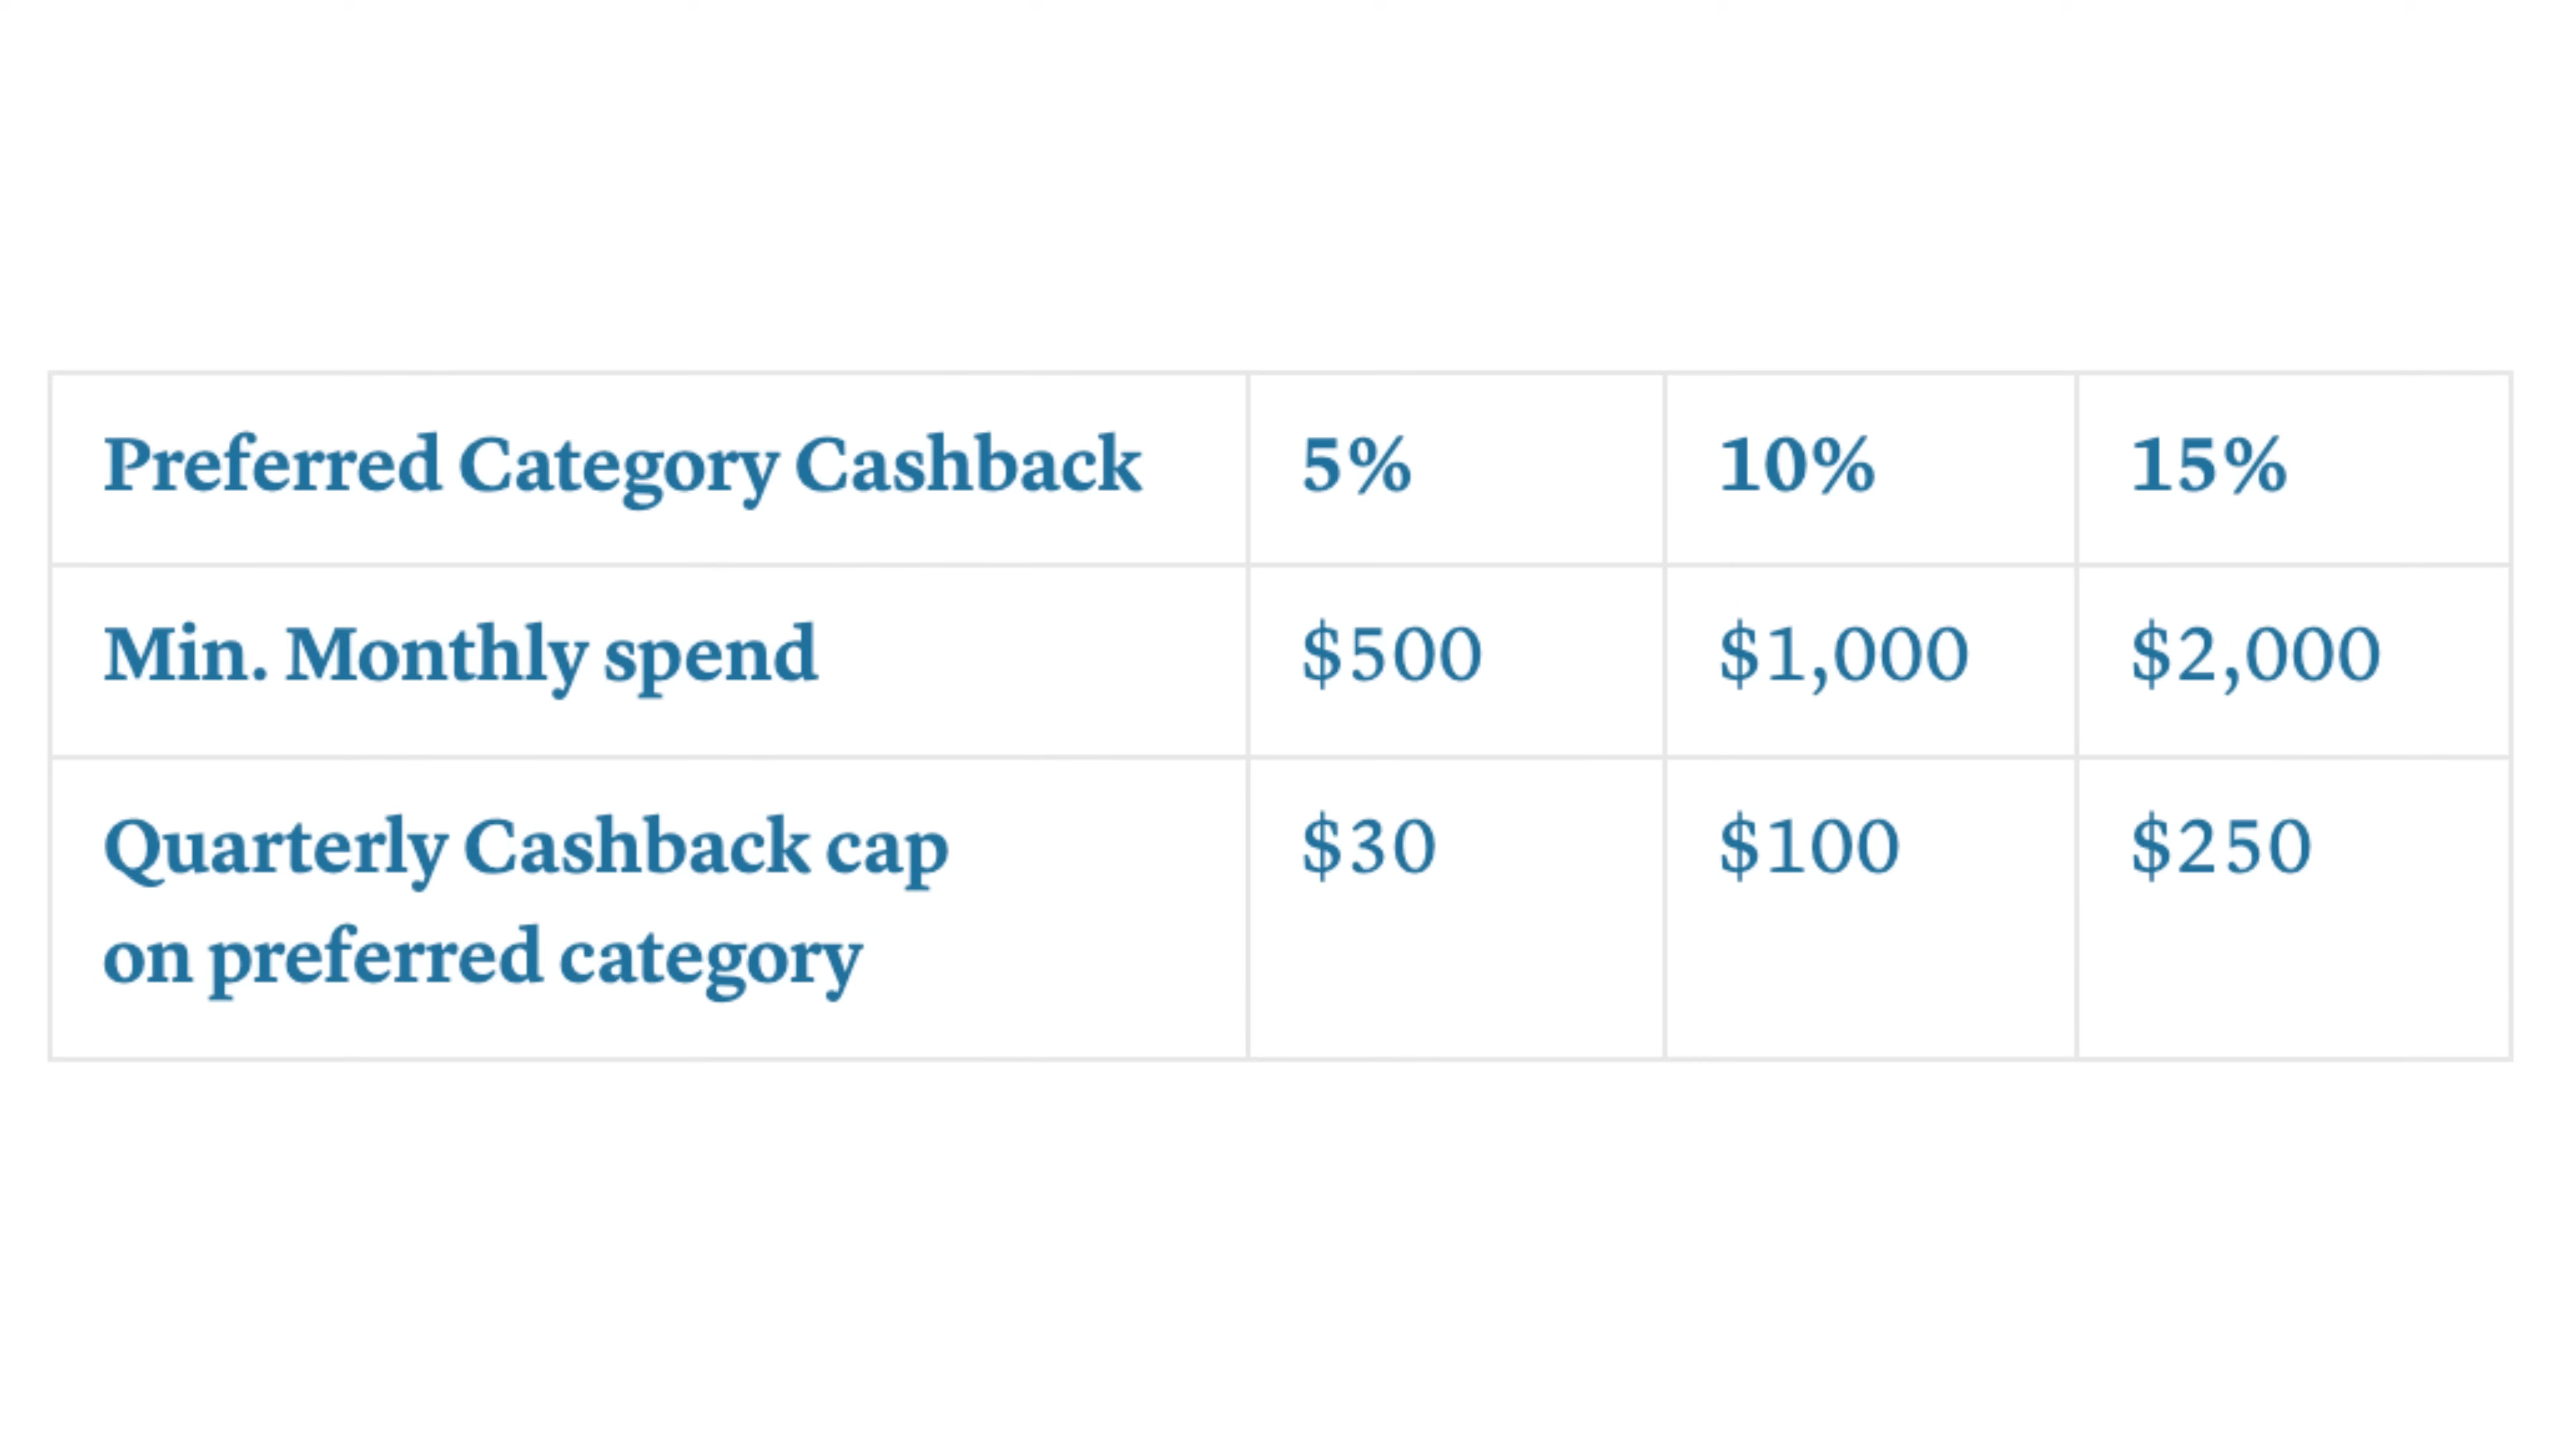 Preferred Category Cashback 5% 10% 15%
Min. Monthly spend $500 $1,000 $2,000
Quarterly Cashback cap $30 $100 $250
on preferred category